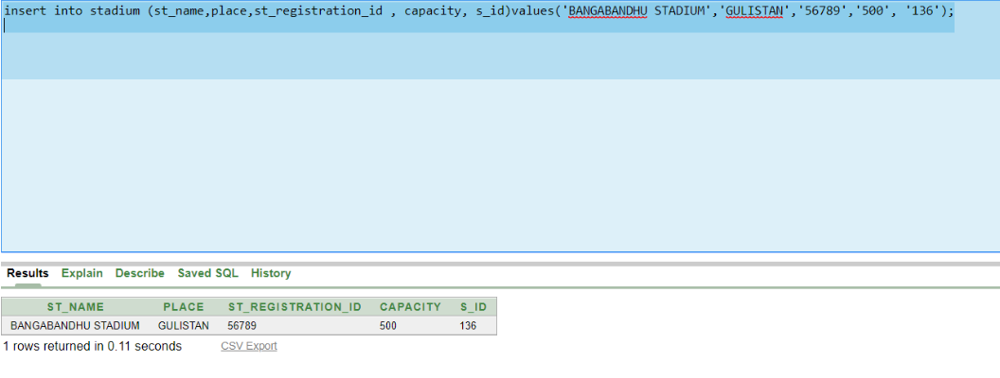 insert into stadium (st_name,place,st_registration_id , capacity, s_id)values('BANGABANDHU STADIUM','GULISTAN','56789','500', '136');
Results Explain Describe Saved SQL History
ST_NAME PLACE ST_REGISTRATION_ID CAPACITY S_ID
BANGABANDHU STADIUM GULISTAN 56789 500 136
1 rows returned in 0.11 seconds CSV Export